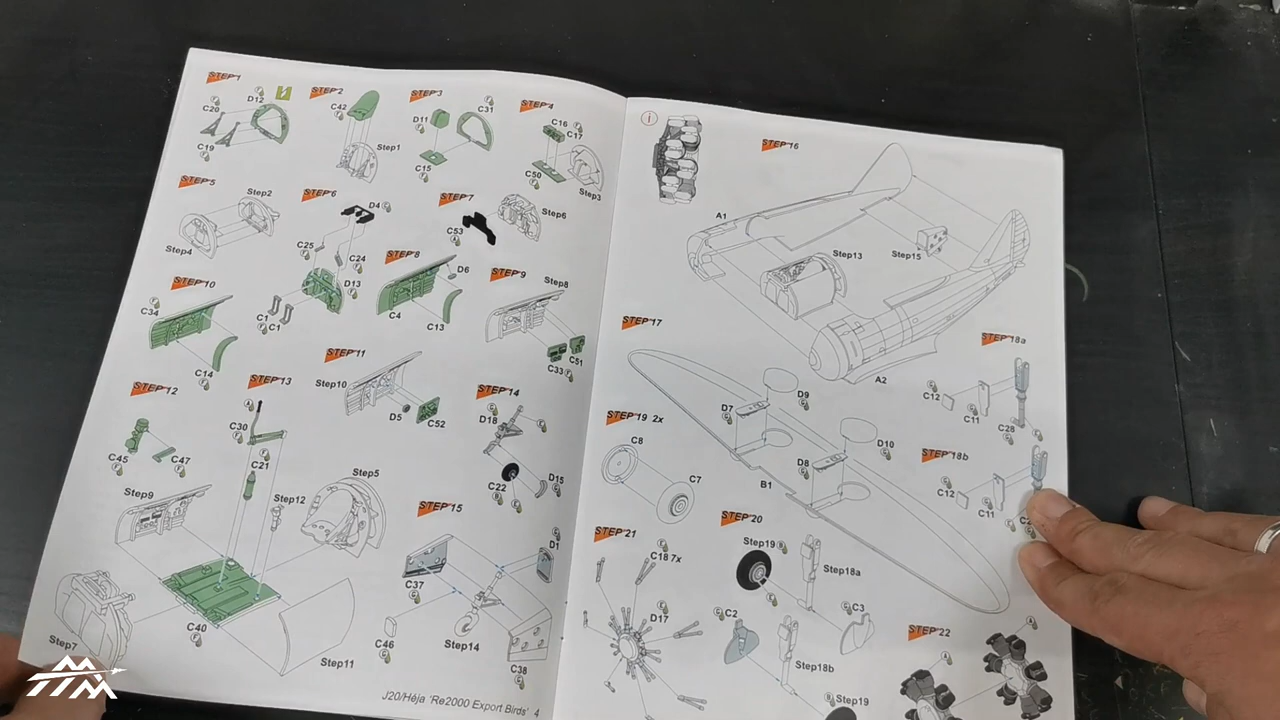 STEP 1
STEP 2
STEP 3
STEP 4
C20
D12
C19
C42
Step1
D11
C31
C15
C16
C17
C50
Step3
STEP 5
STEP 6
STEP 7
Step2
Step4
D4
C25
C24
D13
C1
C1
Step6
C53
STEP 8
STEP 9
STEP 10
D6
C4
C13
Step8
C33
C51
C34
C14
STEP 11
STEP 12
STEP 13
STEP 14
Step10
D5
C52
C45
C47
C30
C21
Step12
Step5
D18
C22
D15
Step9
STEP 15
Step7
C40
Step11
C37
D1
C46
Step14
C38
J20/Héja 'Re2000 Export Birds' 4
i
STEP 16
A1
Step13
Step15
A2
STEP 17
D9
D7
D10
D8
B1
STEP 18a
C12
C11
C28
STEP 18b
C12
C11
STEP 19 2x
C8
C7
STEP 20
Step19
Step18a
C2
C3
Step18b
Step19
STEP 21
C18 7x
D17
STEP 22